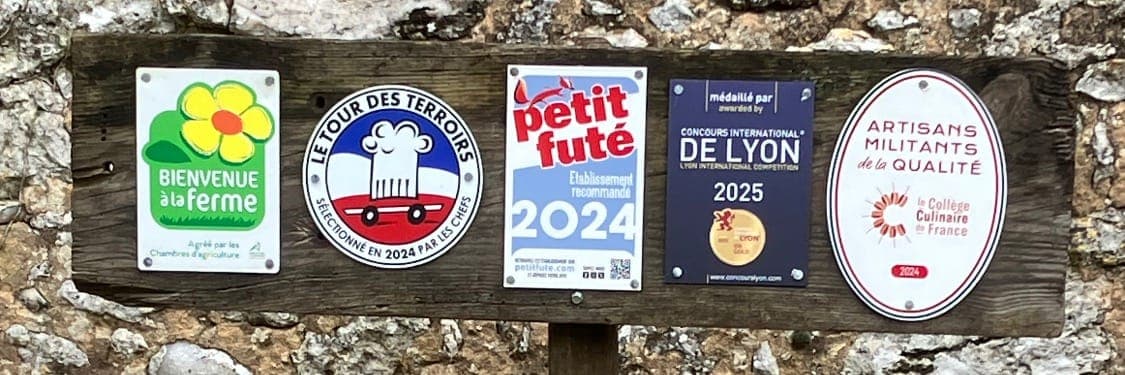 BIENVENUE
à la ferme
Agréé par les
Chambres d'agriculture
LE TOUR DES TERROIRS
SÉLECTIONNÉ EN 2024 PAR LES CHEFS
petit
futé
Etablissement
recommandé
2024
petitfute.com
médaillé par
awarded by
CONCOURS INTERNATIONAL
DE LYON
LYON INTERNATIONAL COMPETITION
2025
LYON
www.concourslyon.com
ARTISANS
MILITANTS
de la QUALITÉ
le Collège
Culinaire
de France
2024